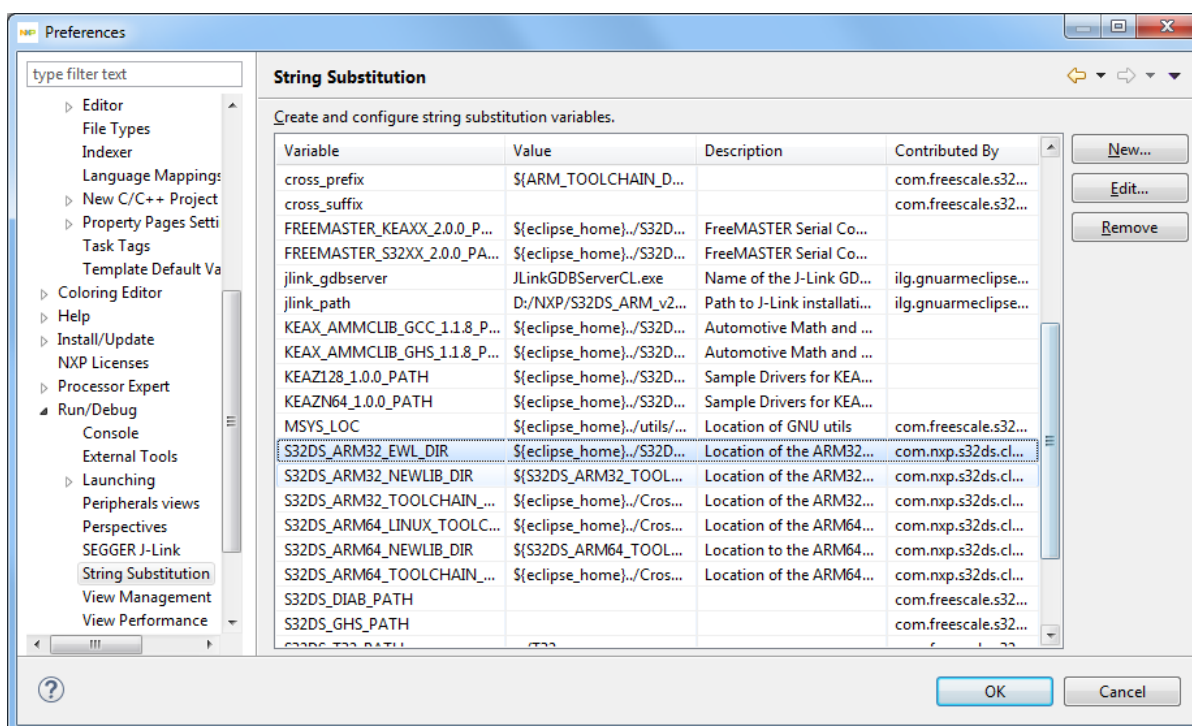 NXP Preferences
type filter text
Editor
File Types
Indexer
Language Mappings
New C/C++ Project
Property Pages Setti
Task Tags
Template Default Va
Coloring Editor
Help
Install/Update
NXP Licenses
Processor Expert
Run/Debug
Console
External Tools
Launching
Peripherals views
Perspectives
SEGGER J-Link
String Substitution
View Management
View Performance
String Substitution
Create and configure string substitution variables.
Variable Value Description Contributed By
cross_prefix ${ARM_TOOLCHAIN_D... com.freescale.s32...
cross_suffix com.freescale.s32...
FREEMASTER_KEAXX_2.0.0_P... ${eclipse_home}../S32D... FreeMASTER Serial Co...
FREEMASTER_S32XX_2.0.0_PA... ${eclipse_home}../S32D... FreeMASTER Serial Co...
jlink_gdbserver JLinkGDBServerCL.exe Name of the J-Link GD... ilg.gnuarmeclipse...
jlink_path D:/NXP/S32DS_ARM_v2... Path to J-Link installati... ilg.gnuarmeclipse...
KEAX_AMMCLIB_GCC_1.1.8_P... ${eclipse_home}../S32D... Automotive Math and ...
KEAX_AMMCLIB_GHS_1.1.8_P... ${eclipse_home}../S32D... Automotive Math and ...
KEAZ128_1.0.0_PATH ${eclipse_home}../S32D... Sample Drivers for KEA...
KEAZN64_1.0.0_PATH ${eclipse_home}../S32D... Sample Drivers for KEA...
MSYS_LOC ${eclipse_home}../utils/... Location of GNU utils com.freescale.s32...
S32DS_ARM32_EWL_DIR ${eclipse_home}../S32D... Location of the ARM32... com.nxp.s32ds.cl...
S32DS_ARM32_NEWLIB_DIR ${S32DS_ARM32_TOOL... Location of the ARM32... com.nxp.s32ds.cl...
S32DS_ARM32_TOOLCHAIN_... ${eclipse_home}../Cros... Location of the ARM32... com.nxp.s32ds.cl...
S32DS_ARM64_LINUX_TOOLC... ${eclipse_home}../Cros... Location of the ARM64... com.nxp.s32ds.cl...
S32DS_ARM64_NEWLIB_DIR ${S32DS_ARM64_TOOL... Location to the ARM64... com.nxp.s32ds.cl...
S32DS_ARM64_TOOLCHAIN_... ${eclipse_home}../Cros... Location of the ARM64... com.nxp.s32ds.cl...
S32DS_DIAB_PATH com.freescale.s32...
S32DS_GHS_PATH com.freescale.s32...
New...
Edit...
Remove
OK
Cancel